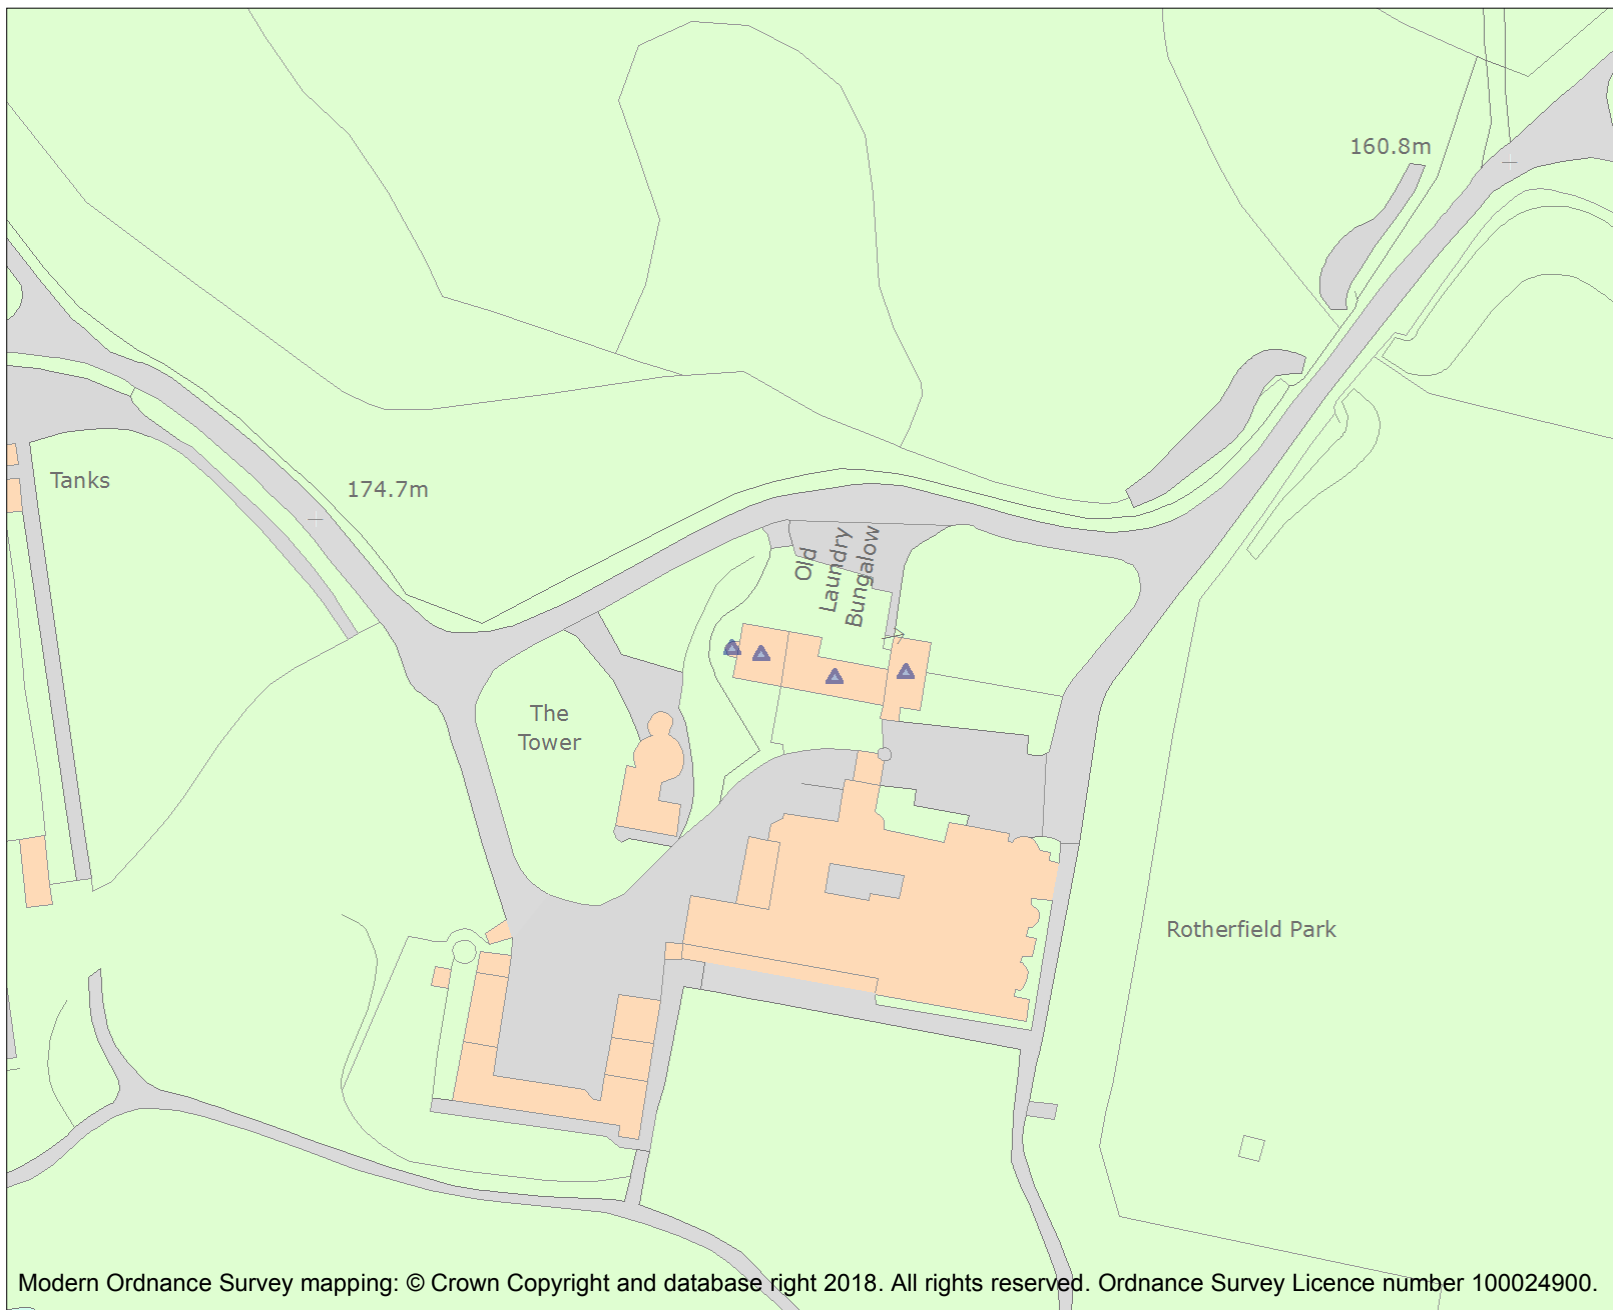 160.8m
Tanks
174.7m
Old
Laundry
Bungalow
The
Tower
Rotherfield Park
Modern Ordnance Survey mapping: © Crown Copyright and database right 2018. All rights reserved. Ordnance Survey Licence number 100024900.